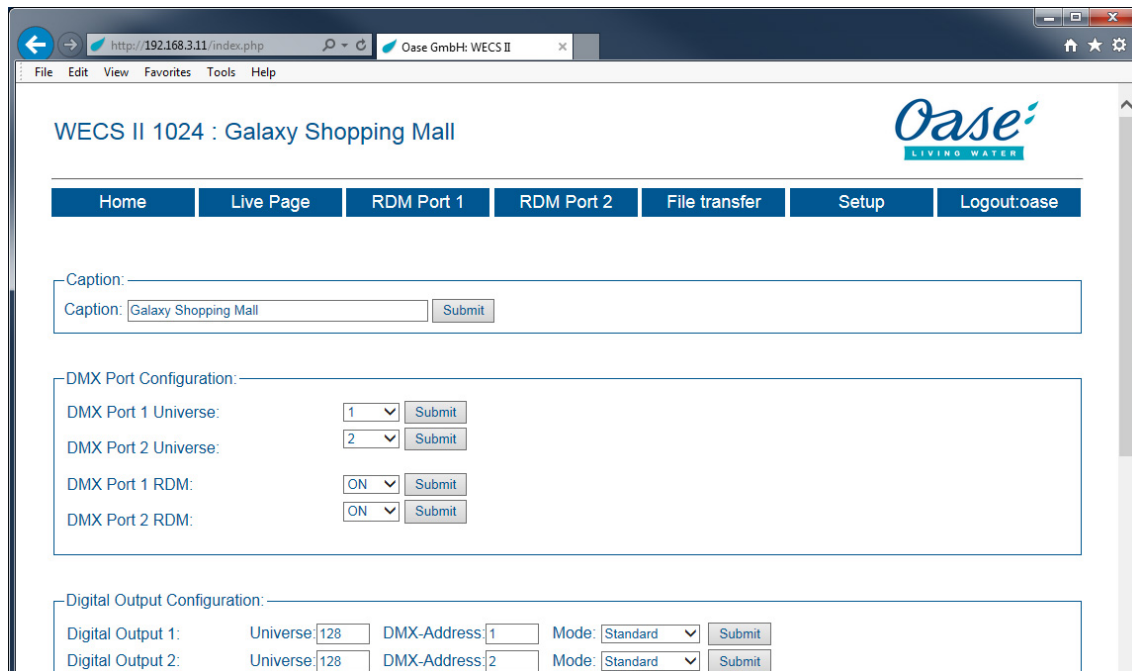 http://192.168.3.11/index.php
Oase GmbH: WECS II
File Edit View Favorites Tools Help
WECS II 1024 : Galaxy Shopping Mall
Oase
LIVING WATER
Home Live Page RDM Port 1 RDM Port 2 File transfer Setup Logout:oase
Caption:
Caption: Galaxy Shopping Mall Submit
DMX Port Configuration:
DMX Port 1 Universe: 1 Submit
DMX Port 2 Universe: 2 Submit
DMX Port 1 RDM: ON Submit
DMX Port 2 RDM: ON Submit
Digital Output Configuration:
Digital Output 1: Universe: 128 DMX-Address: 1 Mode: Standard Submit
Digital Output 2: Universe: 128 DMX-Address: 2 Mode: Standard Submit